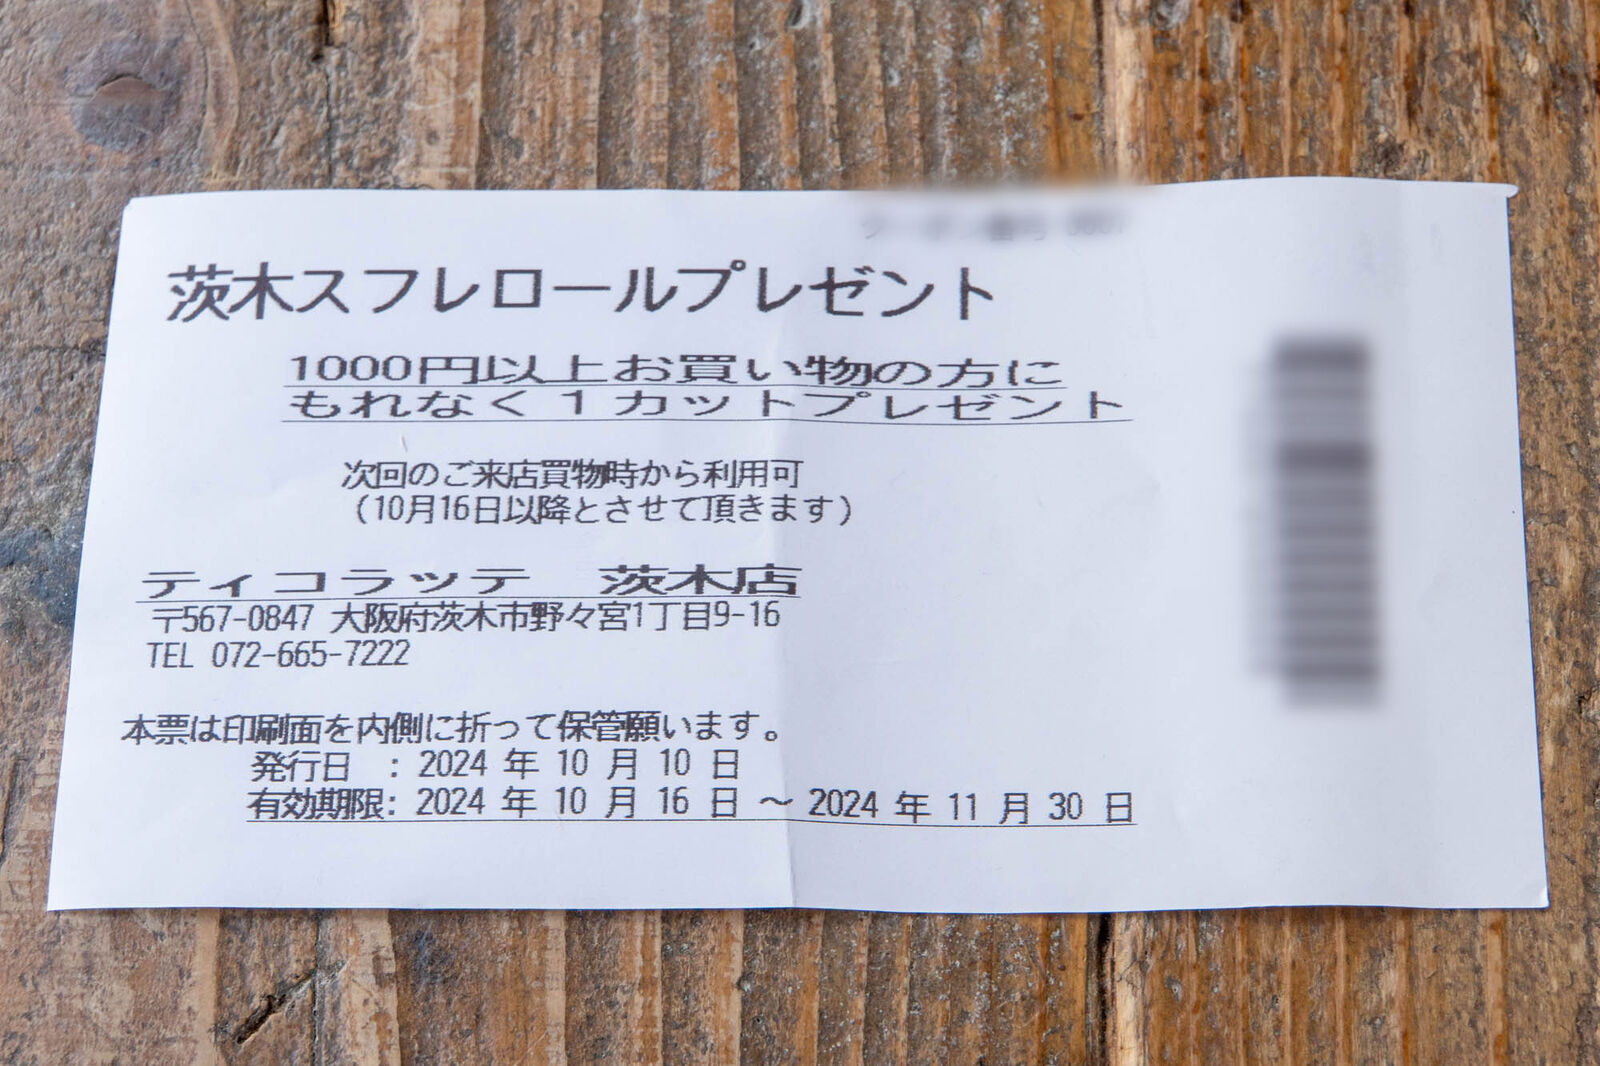 茨木スフレロールプレゼント
1000円以上お買い物の方に
もれなく1カットプレゼント
次回のご来店買物時から利用可
(10月16日以降とさせて頂きます)
ティコラッテ 茨木店
〒567-0847 大阪府茨木市野々宮1丁目9-16
TEL 072-665-7222
本票は印刷面を内側に折って保管願います。
発行日 : 2024 年 10 月 10 日
有効期限: 2024 年 10 月 16 日 ～ 2024 年 11 月 30 日